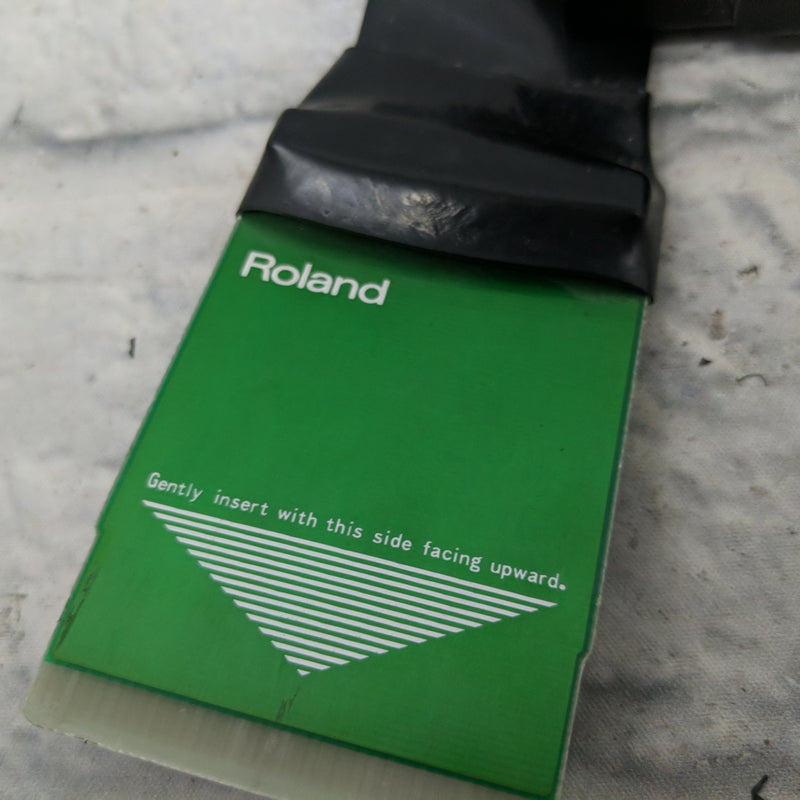 Roland
Gently insert with this side facing upward.